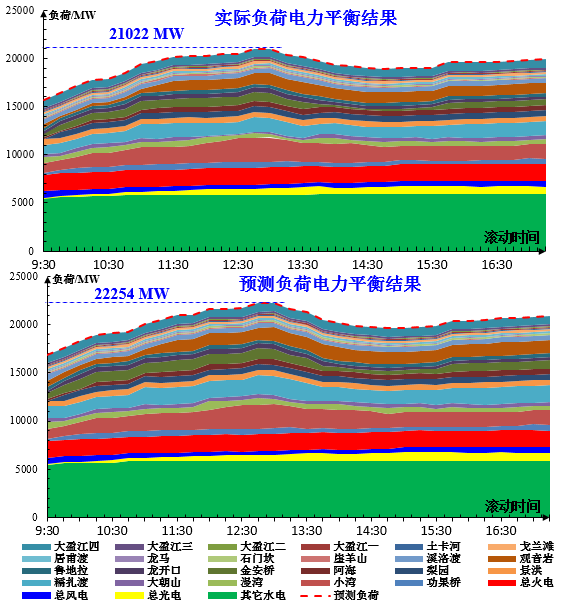 25000 负荷/MW 实际负荷电力平衡结果
21022 MW
20000
15000
10000
5000
0
滚动时间
9:30 10:30 11:30 12:30 13:30 14:30 15:30 16:30
25000 负荷/MW 预测负荷电力平衡结果
22254 MW
20000
15000
10000
5000
0
滚动时间
9:30 10:30 11:30 12:30 13:30 14:30 15:30 16:30
大盈江四 大盈江三 大盈江二 大盈江一 土卡河 戈兰滩
居甫渡 龙马 石门坎 崖羊山 溪洛渡 观音岩
鲁地拉 龙开口 金安桥 阿海 梨园 景洪
糯扎渡 大朝山 漫湾 小湾 功果桥 总火电
总风电 总光电 其它水电 预测负荷